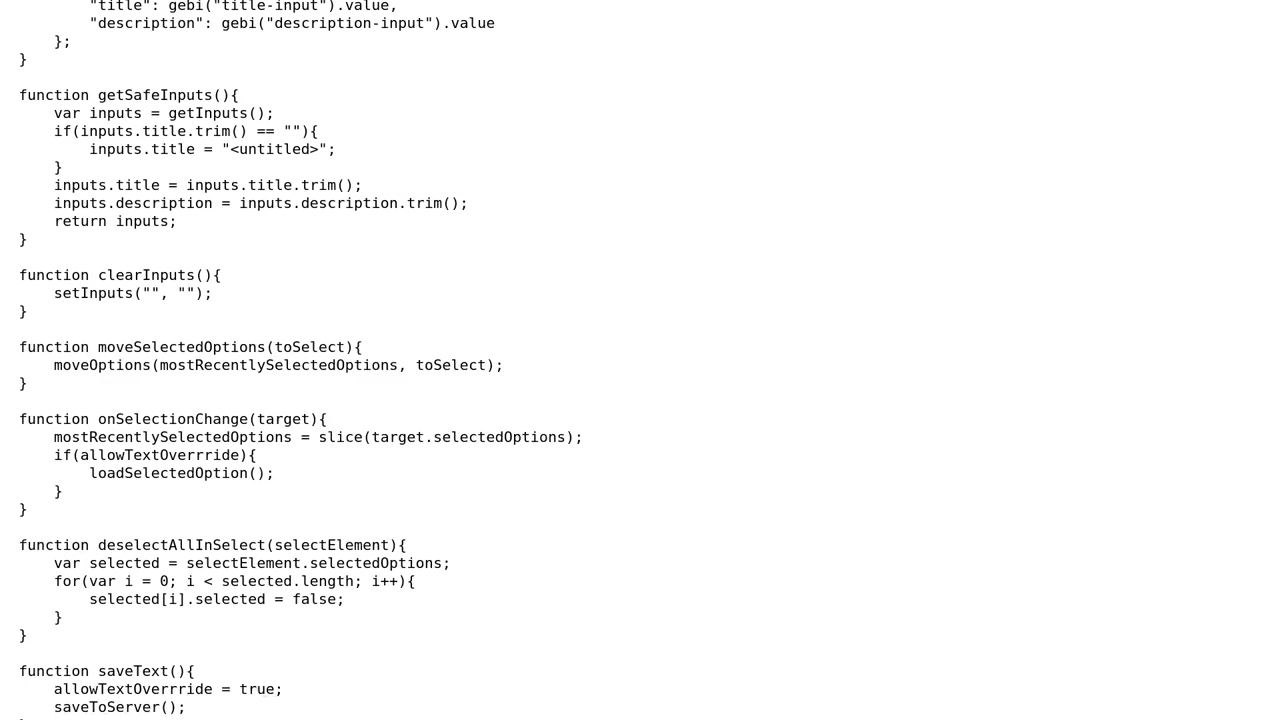 "title": gebi("title-input").value,
"description": gebi("description-input").value
};
}
function getSafeInputs(){
var inputs = getInputs();
if(inputs.title.trim() == ""){
inputs.title = "<untitled>";
}
inputs.title = inputs.title.trim();
inputs.description = inputs.description.trim();
return inputs;
}
function clearInputs(){
setInputs("", "");
}
function moveSelectedOptions(toSelect){
moveOptions(mostRecentlySelectedOptions, toSelect);
}
function onSelectionChange(target){
mostRecentlySelectedOptions = slice(target.selectedOptions);
if(allowTextOverrride){
loadSelectedOption();
}
}
function deselectAllInSelect(selectElement){
var selected = selectElement.selectedOptions;
for(var i = 0; i < selected.length; i++){
selected[i].selected = false;
}
}
function saveText(){
allowTextOverrride = true;
saveToServer();